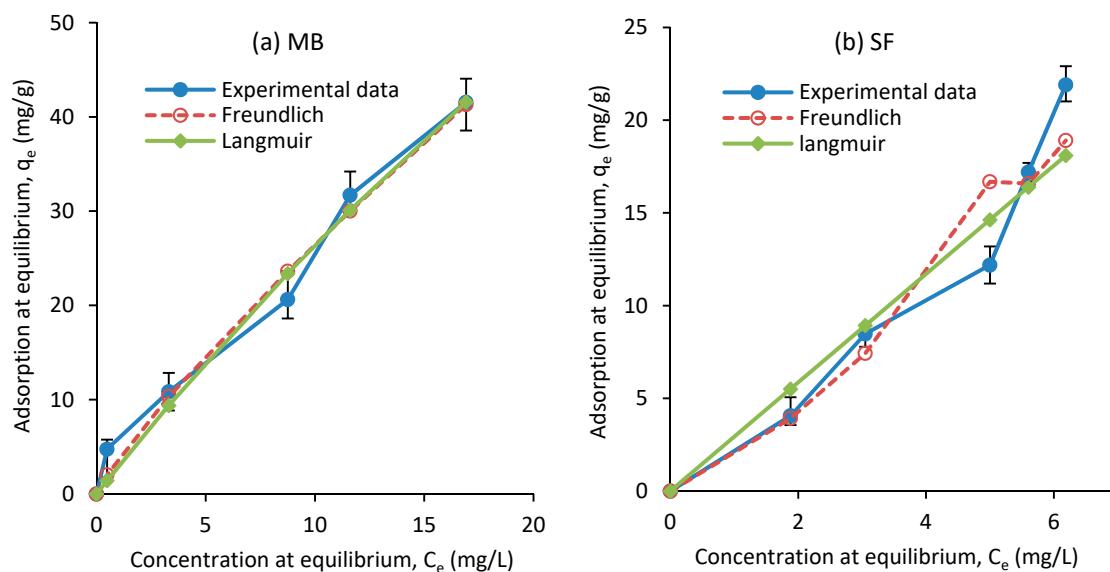 (a) MB
Experimental data
Freundlich
Langmuir
Adsorption at equilibrium, qₑ (mg/g)
50
40
30
20
10
0
0 5 10 15 20
Concentration at equilibrium, Cₑ (mg/L)
(b) SF
Experimental data
Freundlich
langmuir
Adsorption at equilibrium, qₑ (mg/g)
25
20
15
10
5
0
0 2 4 6
Concentration at equilibrium, Cₑ (mg/L)